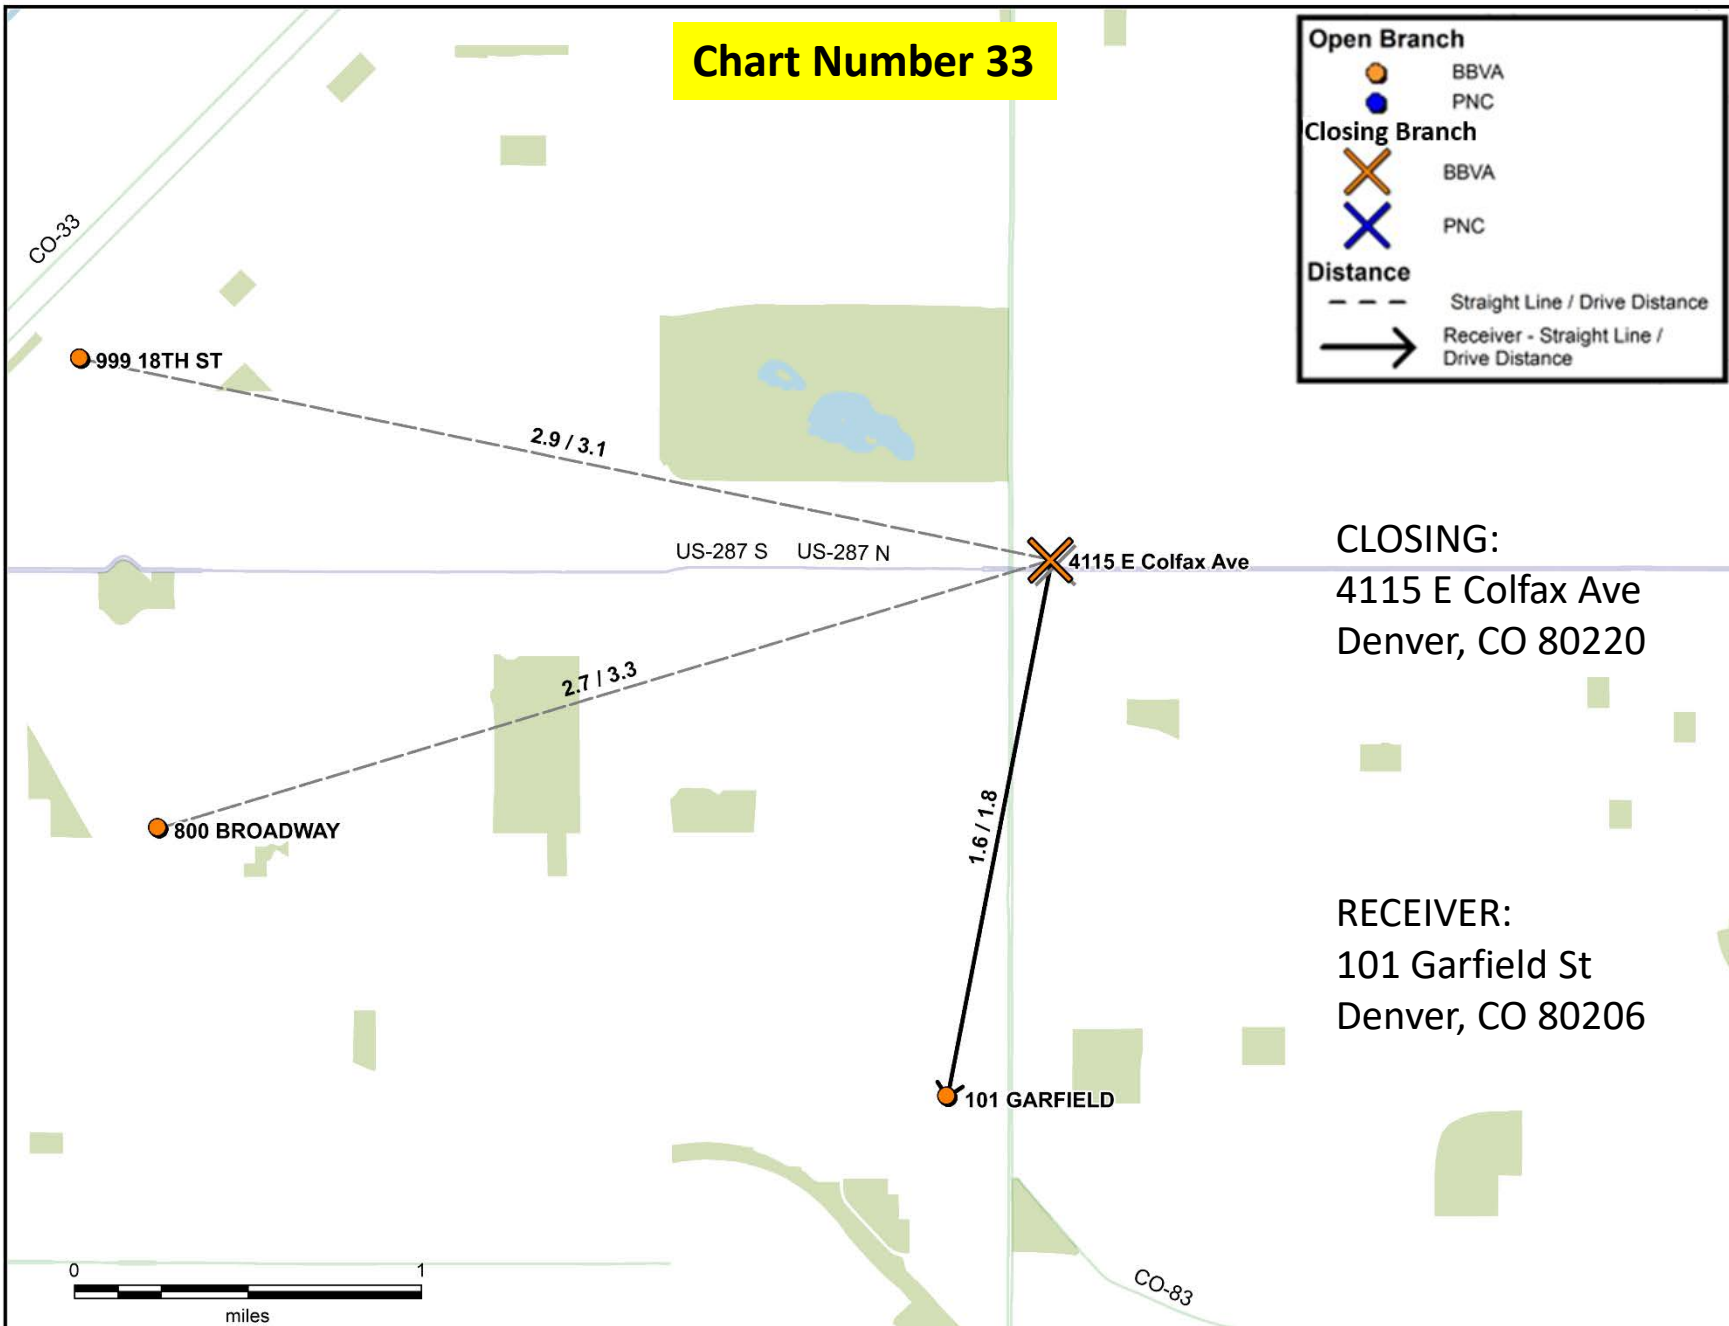 Chart Number 33
Open Branch
BBVA
PNC
Closing Branch
BBVA
PNC
Distance
Straight Line / Drive Distance
Receiver - Straight Line /
Drive Distance
CO-33
999 18TH ST
2.9 / 3.1
US-287 S US-287 N
4115 E Colfax Ave
CLOSING:
4115 E Colfax Ave
Denver, CO 80220
2.7 / 3.3
800 BROADWAY
1.6 / 1.8
RECEIVER:
101 Garfield St
Denver, CO 80206
101 GARFIELD
CO-83
0 1
miles